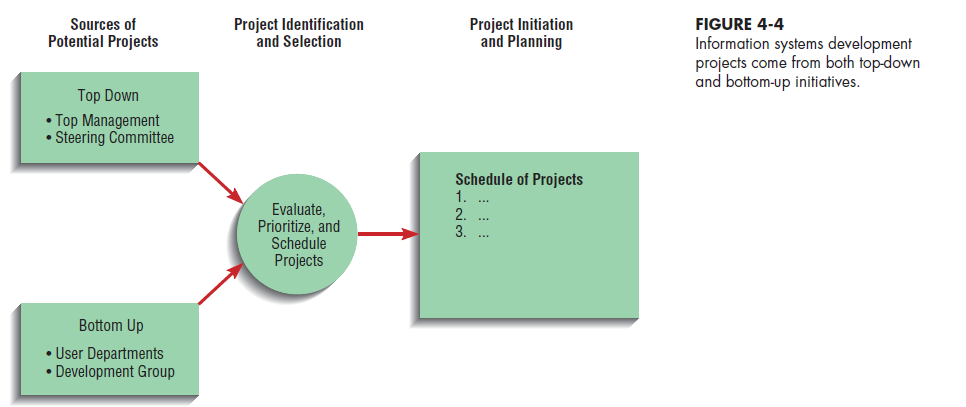 Sources of
Potential Projects
Project Identification
and Selection
Project Initiation
and Planning
FIGURE 4-4
Information systems development
projects come from both top-down
and bottom-up initiatives.
Top Down
• Top Management
• Steering Committee
Evaluate,
Prioritize, and
Schedule
Projects
Schedule of Projects
1. ...
2. ...
3. ...
Bottom Up
• User Departments
• Development Group